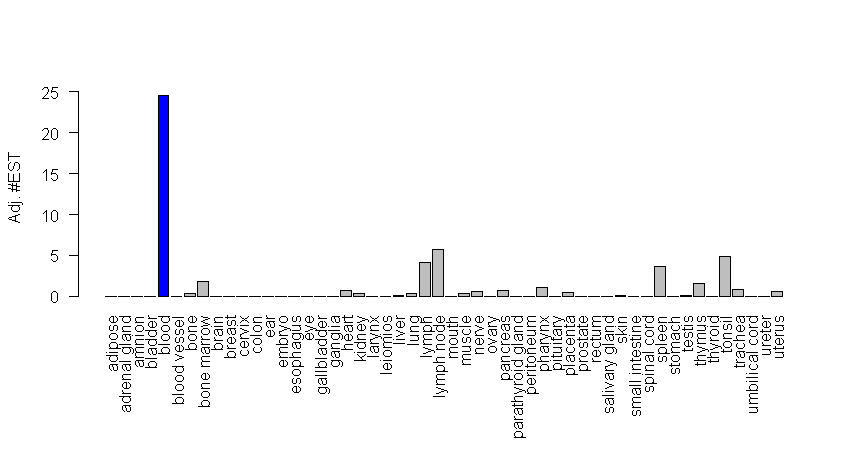 Adj. #EST
25
20
15
10
5
0
adipose
adrenal gland
amnion
bladder
blood
blood vessel
bone
bone marrow
brain
breast
cervix
colon
ear
embryo
esophagus
eye
gallbladder
ganglia
heart
kidney
larynx
leiomios
liver
lung
lymph
lymph node
mouth
muscle
nerve
ovary
pancreas
parathyroid gland
peritoneum
pharynx
pituitary
placenta
prostate
rectum
salivary gland
skin
small intestine
spinal cord
spleen
stomach
testis
thymus
thyroid
tonsil
trachea
umbilical cord
ureter
uterus